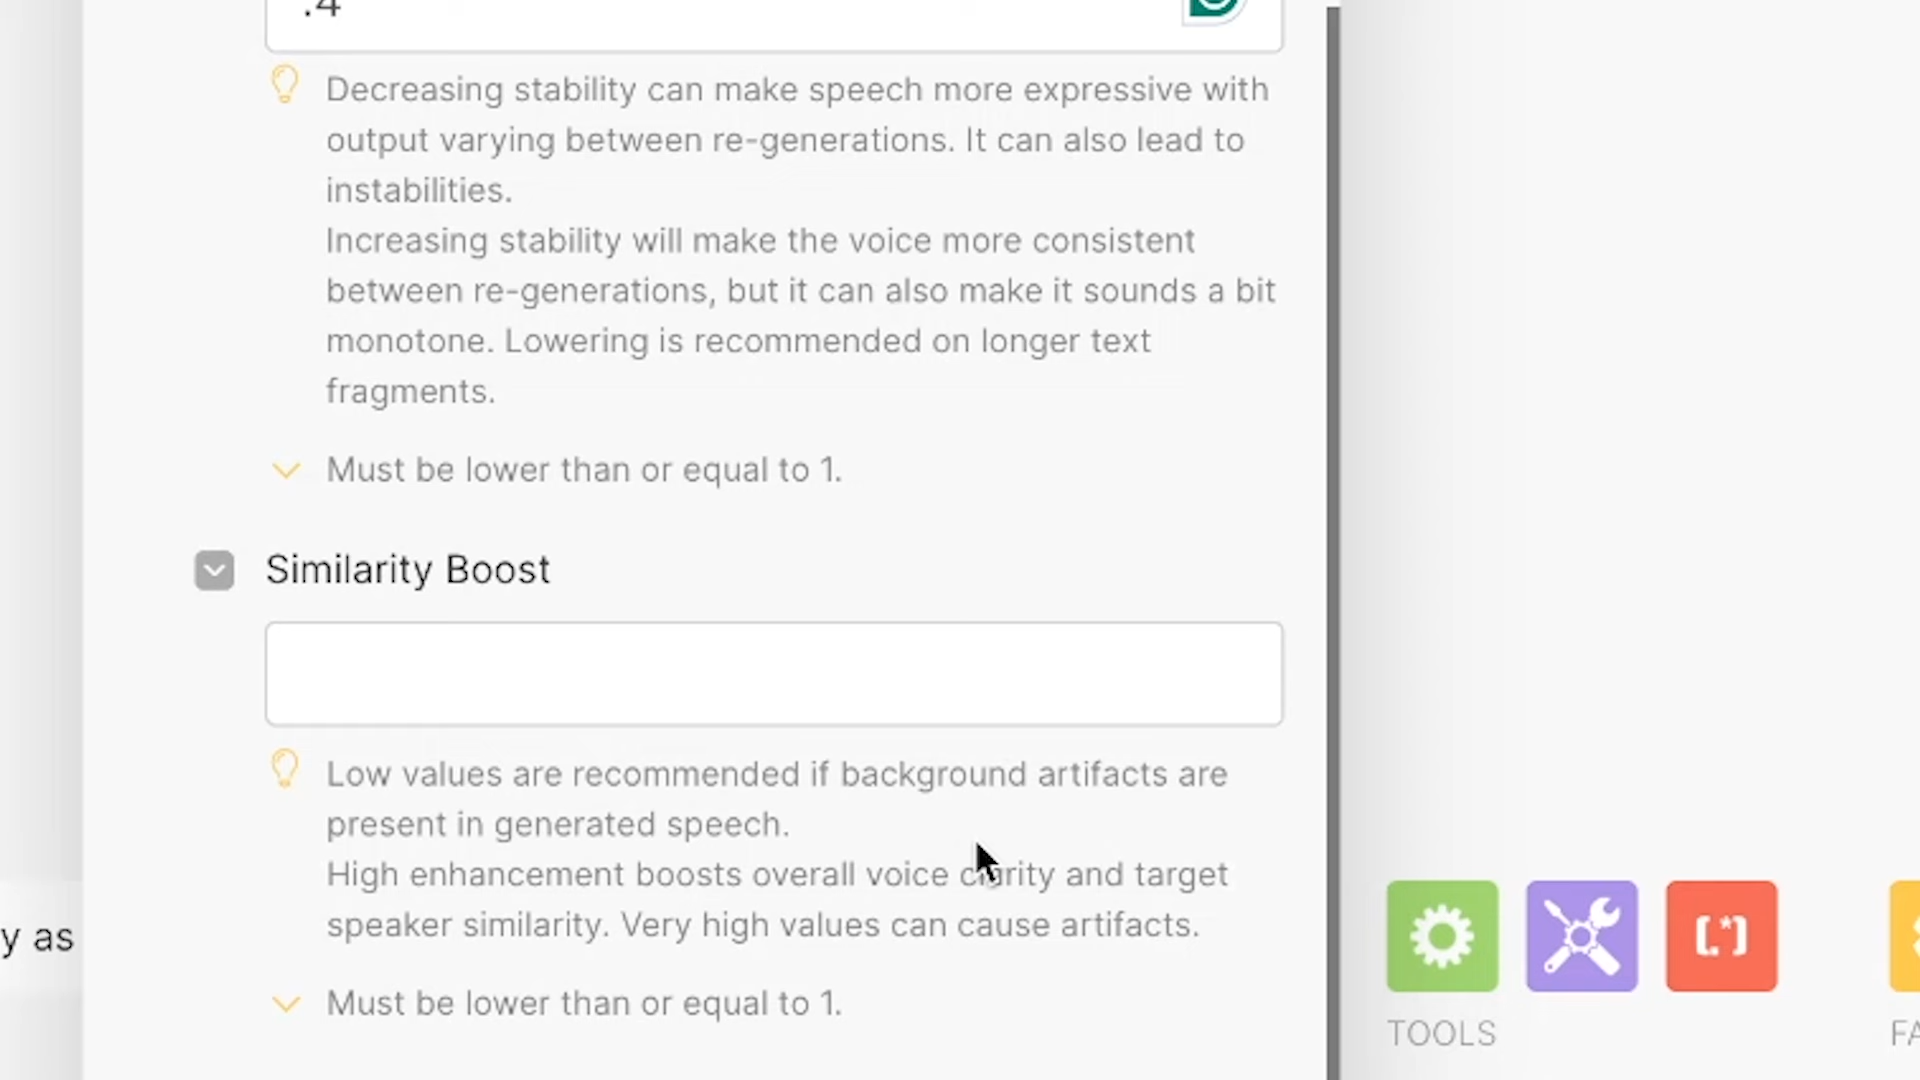 .4
Decreasing stability can make speech more expressive with
output varying between re-generations. It can also lead to
instabilities.
Increasing stability will make the voice more consistent
between re-generations, but it can also make it sounds a bit
monotone. Lowering is recommended on longer text
fragments.
Must be lower than or equal to 1.
Similarity Boost
Low values are recommended if background artifacts are
present in generated speech.
High enhancement boosts overall voice clarity and target
speaker similarity. Very high values can cause artifacts.
y as
Must be lower than or equal to 1.
[.*]
TOOLS
FA